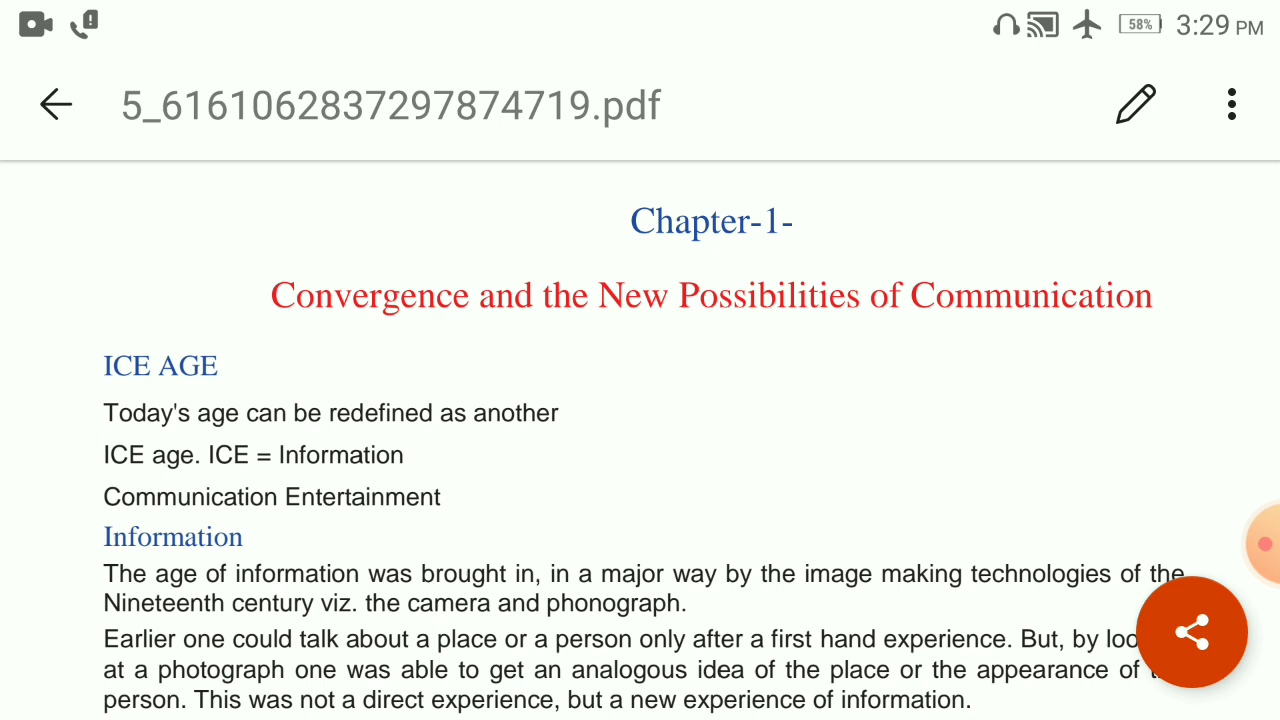 58%
3:29 PM
5_6161062837297874719.pdf
Chapter-1-
Convergence and the New Possibilities of Communication
ICE AGE
Today's age can be redefined as another
ICE age. ICE = Information
Communication Entertainment
Information
The age of information was brought in, in a major way by the image making technologies of the
Nineteenth century viz. the camera and phonograph.
Earlier one could talk about a place or a person only after a first hand experience. But, by
at a photograph one was able to get an analogous idea of the place or the appearance of
person. This was not a direct experience, but a new experience of information.